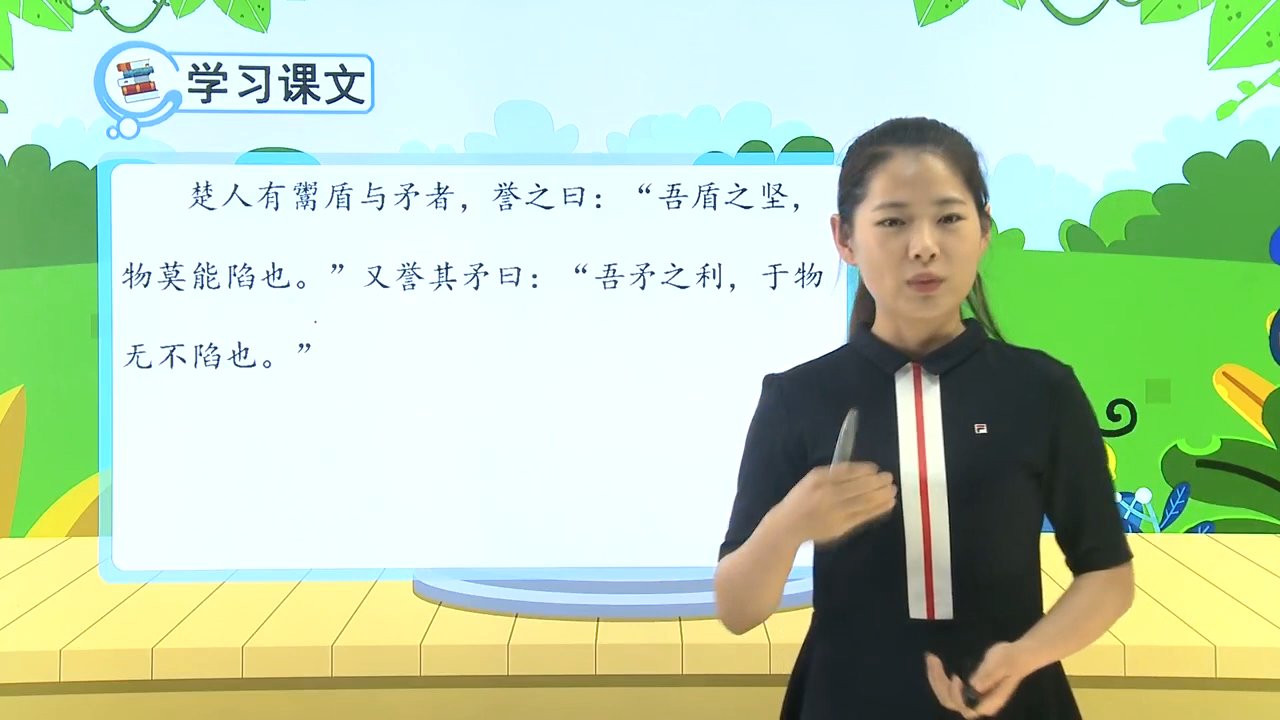 学习课文
楚人有鬻盾与矛者，誉之曰：“吾盾之坚，
物莫能陷也。”又誉其矛曰：“吾矛之利，于物
无不陷也。”